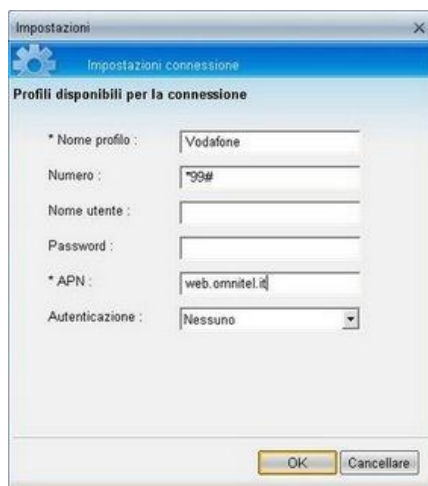 Impostazioni
Impostazioni connessione
Profili disponibili per la connessione
* Nome profilo : Vodafone
Numero : *99#
Nome utente :
Password :
* APN : web.omnitel.it
Autenticazione : Nessuno
OK Cancellare